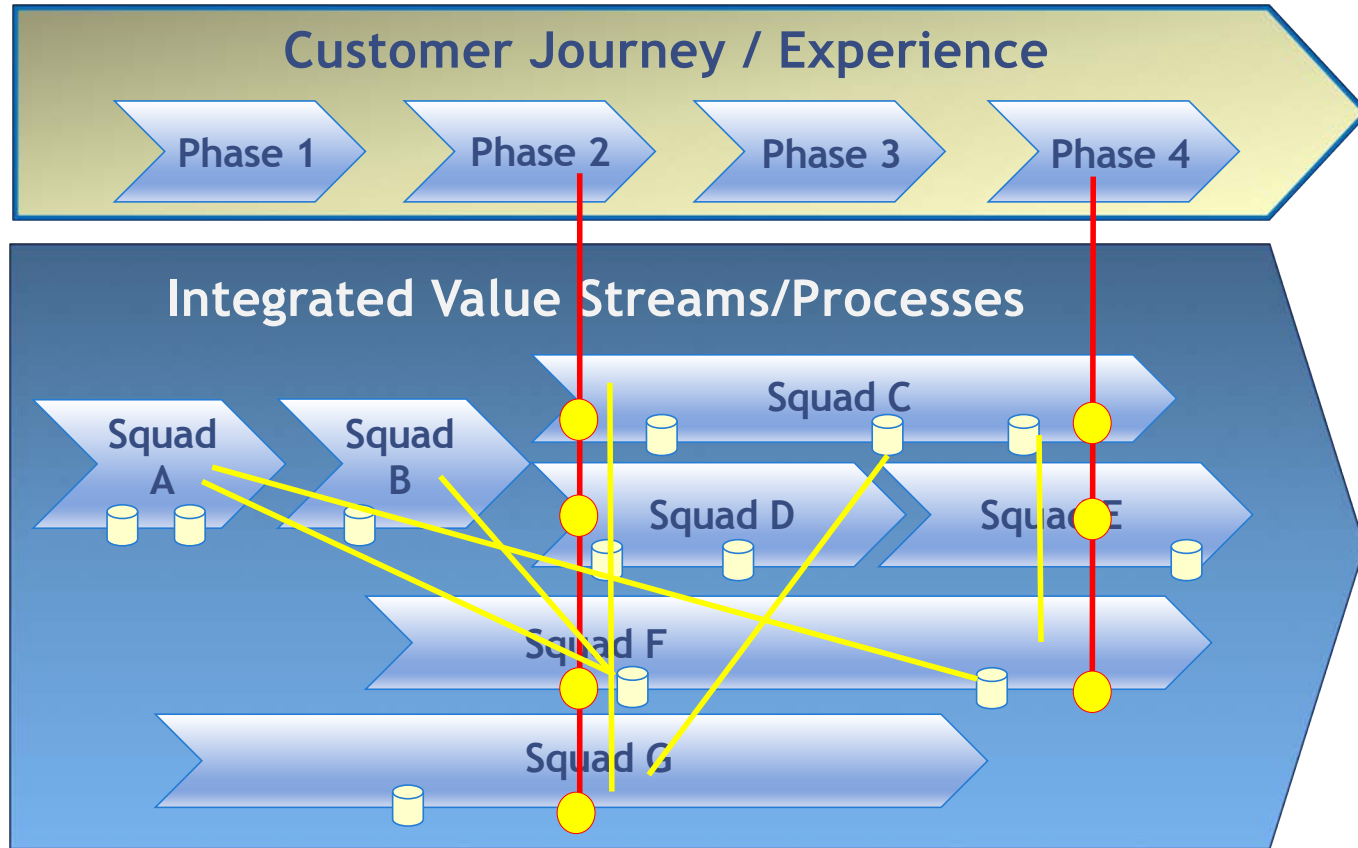 Customer Journey / Experience
Phase 1
Phase 2
Phase 3
Phase 4
Integrated Value Streams/Processes
Squad
A
Squad
B
Squad C
Squad D
Squad E
Squad F
Squad G